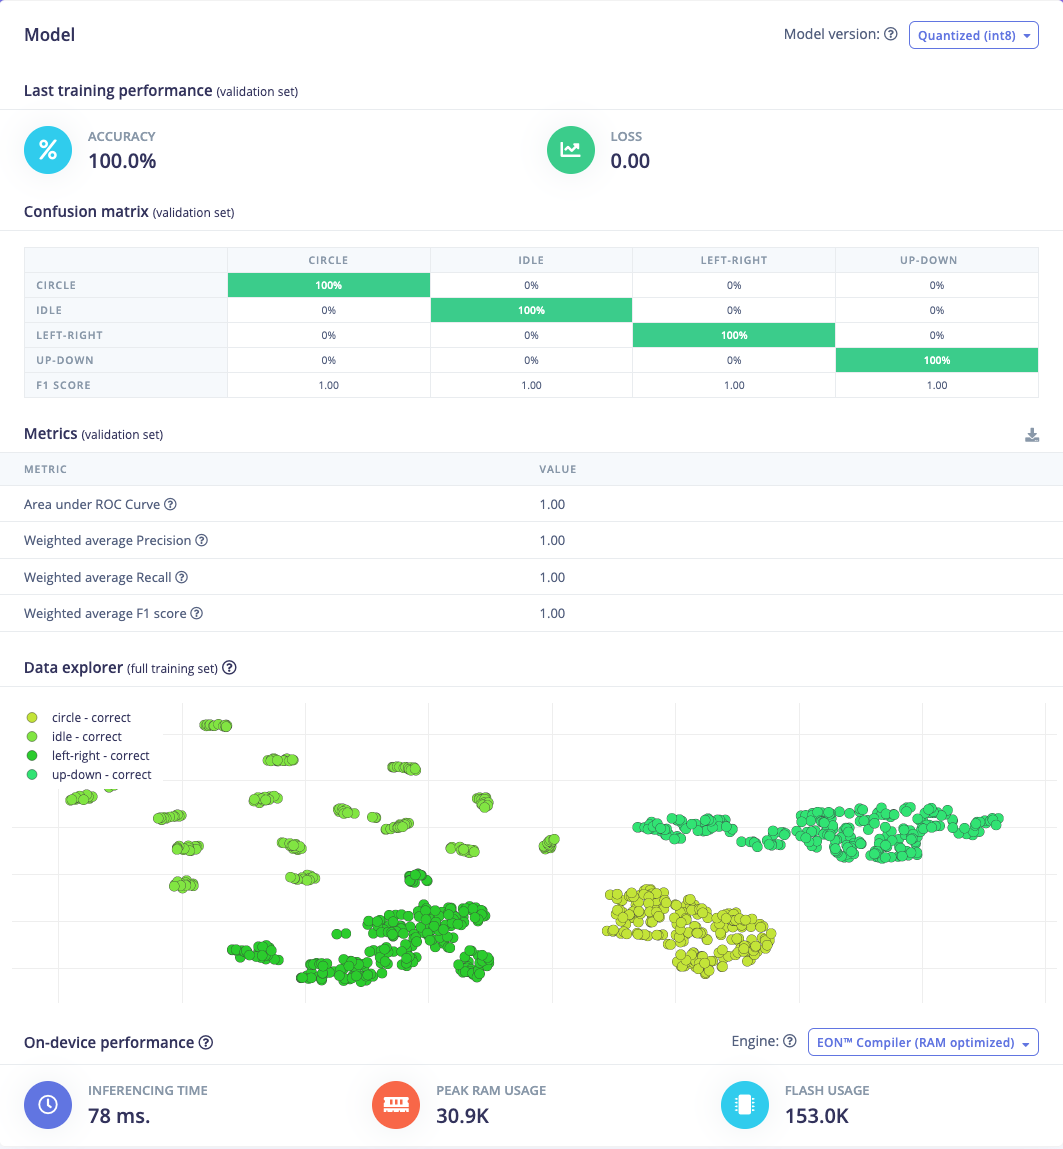 Model
Model version: Quantized (int8)
Last training performance (validation set)
ACCURACY
100.0%
LOSS
0.00
Confusion matrix (validation set)
CIRCLE IDLE LEFT-RIGHT UP-DOWN
CIRCLE 100% 0% 0% 0%
IDLE 0% 100% 0% 0%
LEFT-RIGHT 0% 0% 100% 0%
UP-DOWN 0% 0% 0% 100%
F1 SCORE 1.00 1.00 1.00 1.00
Metrics (validation set)
METRIC VALUE
Area under ROC Curve 1.00
Weighted average Precision 1.00
Weighted average Recall 1.00
Weighted average F1 score 1.00
Data explorer (full training set)
circle - correct
idle - correct
left-right - correct
up-down - correct
On-device performance
Engine: EON™ Compiler (RAM optimized)
INFERENCING TIME
78 ms.
PEAK RAM USAGE
30.9K
FLASH USAGE
153.0K